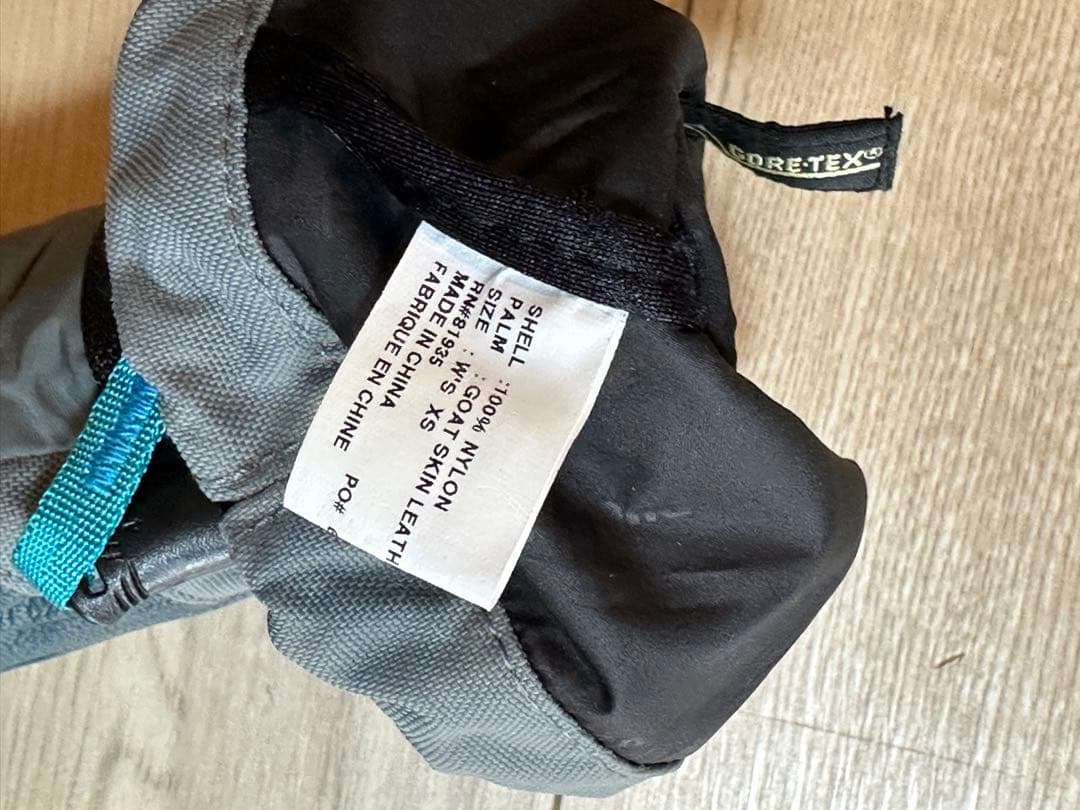 GORE-TEX®
SHELL :100% NYLON
PALM : GOAT SKIN LEATH
SIZE : W'S XS
RN#81935
MADE IN CHINA
FABRIQUE EN CHINE PO#